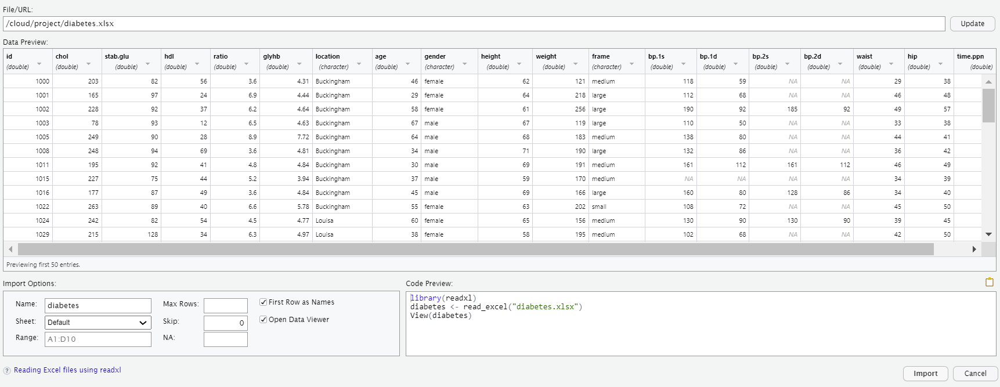 File/URL:
/cloud/project/diabetes.xlsx Update
Data Preview:
id chol stab.glu hdl ratio glyhb location age gender height weight frame bp.1s bp.1d bp.2s bp.2d waist hip time.ppn
(double) (double) (double) (double) (double) (double) (character) (double) (character) (double) (double) (character) (double) (double) (double) (double) (double) (double) (double)
1000 203 82 56 3.6 4.31 Buckingham 46 female 62 121 medium 118 59 NA NA 29 38
1001 165 97 24 6.9 4.44 Buckingham 29 female 64 218 large 112 68 NA NA 46 48
1002 228 92 37 6.2 4.64 Buckingham 58 female 61 256 large 190 92 185 92 49 57
1003 78 93 12 6.5 4.63 Buckingham 67 male 67 119 large 110 50 NA NA 33 38
1005 249 90 28 8.9 7.72 Buckingham 64 male 68 183 medium 138 80 NA NA 44 41
1008 248 94 69 3.6 4.81 Buckingham 34 male 71 190 large 132 86 NA NA 36 42
1011 195 92 41 4.8 4.84 Buckingham 30 male 69 191 medium 161 112 161 112 46 49
1015 227 75 44 5.2 3.94 Buckingham 37 male 59 170 medium NA NA NA NA 34 39
1016 177 87 49 3.6 4.84 Buckingham 45 male 69 166 large 160 80 128 86 34 40
1022 263 89 40 6.6 5.78 Buckingham 55 female 63 202 small 108 72 NA NA 45 50
1024 242 82 54 4.5 4.77 Louisa 60 female 65 156 medium 130 90 130 90 39 45
1029 215 128 34 6.3 4.97 Louisa 38 female 58 195 medium 102 68 NA NA 42 50
Previewing first 50 entries.
Import Options:
Name: diabetes Max Rows: First Row as Names
Sheet: Default Skip: 0 Open Data Viewer
Range: A1:D10 NA:
Code Preview:
library(readxl)
diabetes <- read_excel("diabetes.xlsx")
View(diabetes)
? Reading Excel files using readxl
Import Cancel